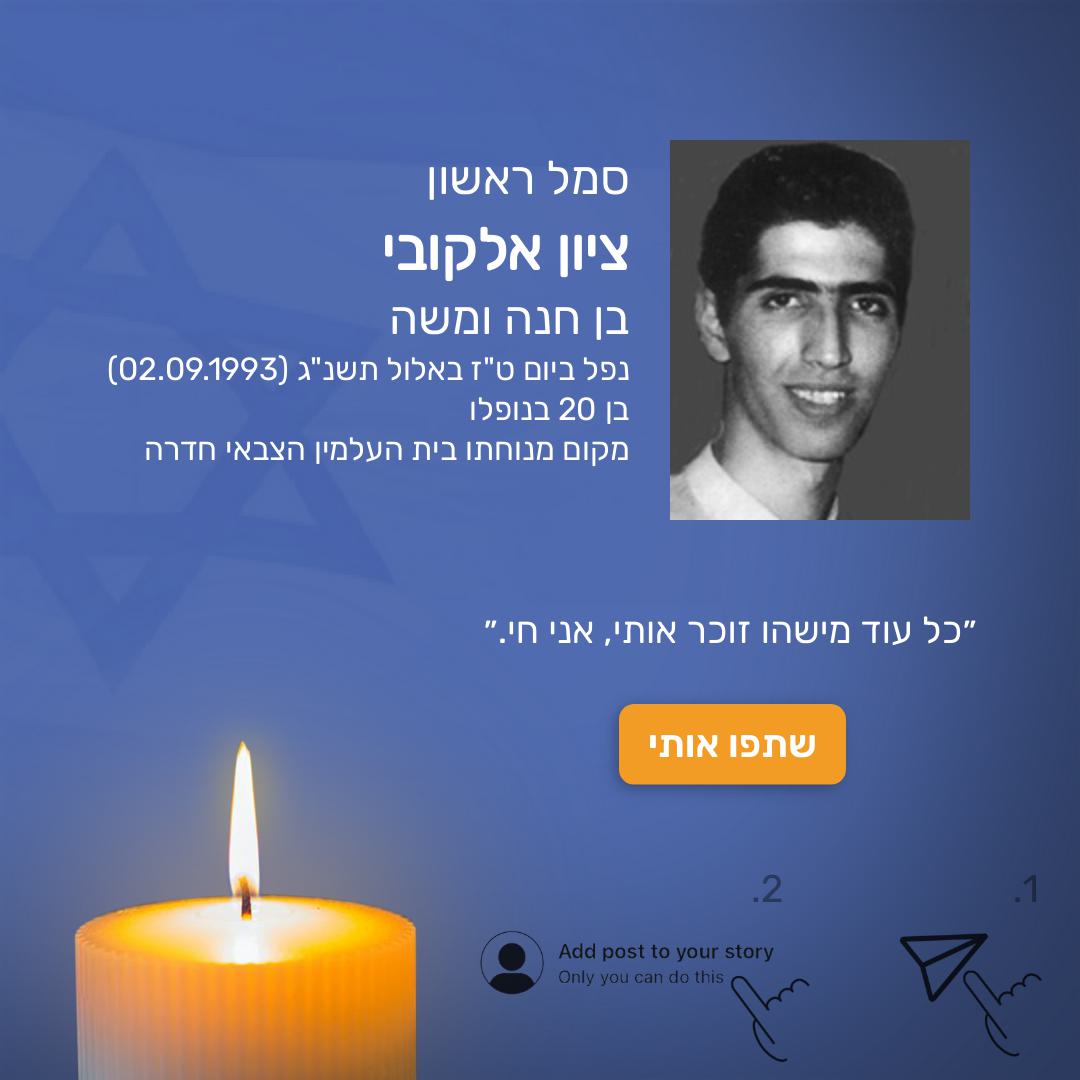 סמל ראשון
ציון אלקובי
בן חנה ומשה
נפל ביום ט"ז באלול תשנ"ג (02.09.1993)
בן 20 בנופלו
מקום מנוחתו בית העלמין הצבאי חדרה
״כל עוד מישהו זוכר אותי, אני חי.״
שתפו אותי
1.
2.
Add post to your story
Only you can do this